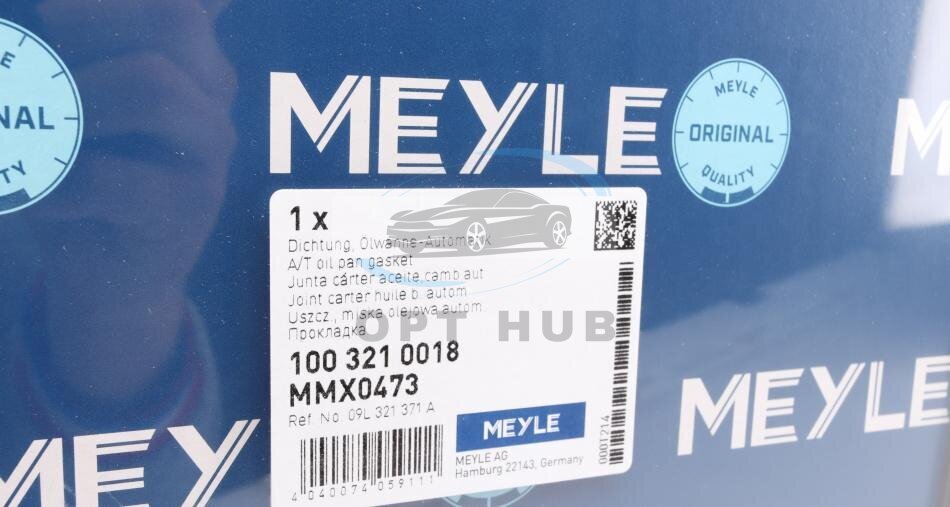 MEYLE
MEYLE
ORIGINAL
QUALITY
NAL
1 x
Dichtung, Ölwanne-Automatik
A/T oil pan gasket
Junta cárter aceite,camb aut
Joint carter huile b. autom
Uszcz., miska olejowa,autom.
Прокладка
OPT HUB
100 321 0018
MMX0473
Ref. No. 09L 321 371 A
MEYLE
MEYLE AG
Hamburg 22143, Germany
4 040074 059111
0001214
MEYLE
MEY